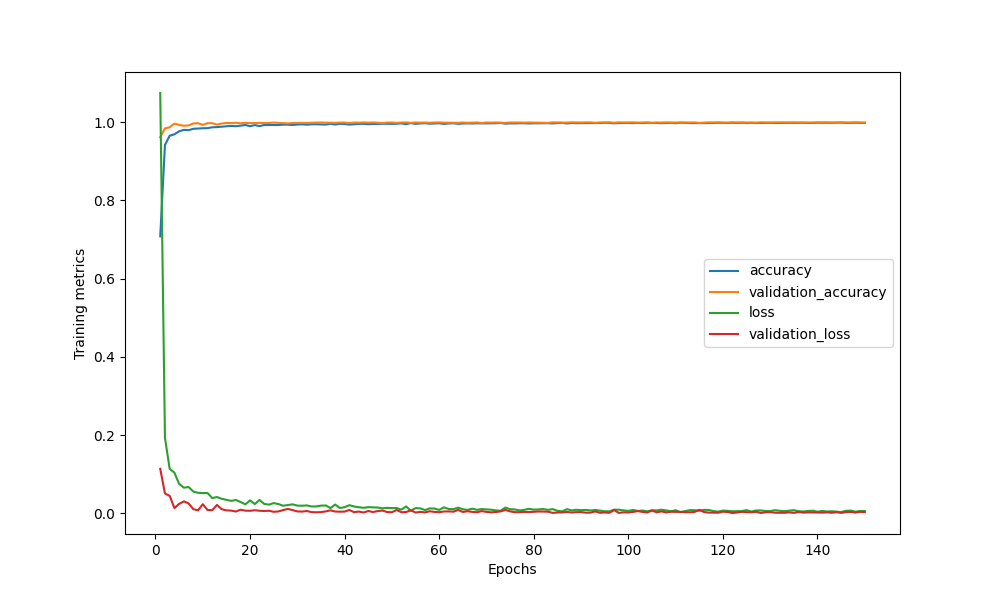 1.0
0.8
0.6
0.4
0.2
0.0
Training metrics
accuracy
validation_accuracy
loss
validation_loss
0 20 40 60 80 100 120 140
Epochs